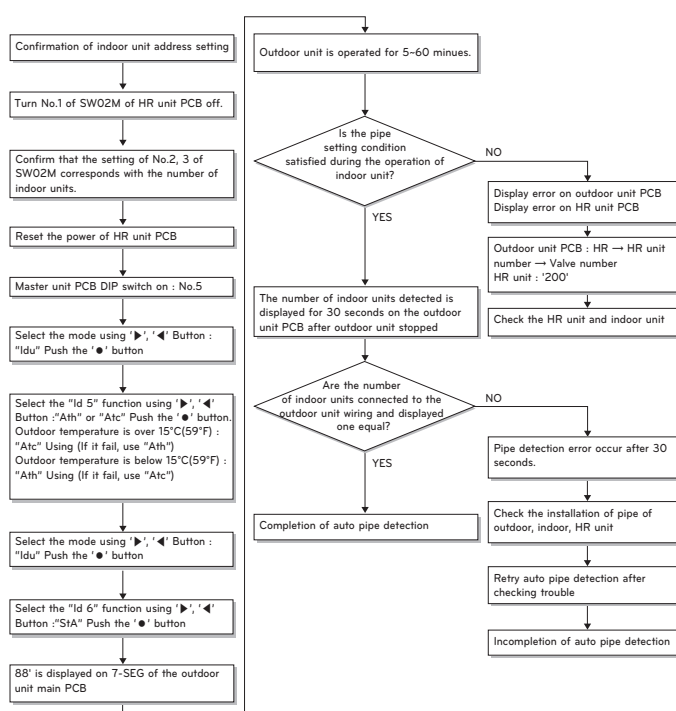 Confirmation of indoor unit address setting
Turn No.1 of SW02M of HR unit PCB off.
Confirm that the setting of No.2, 3 of
SW02M corresponds with the number of
indoor units.
Reset the power of HR unit PCB
Master unit PCB DIP switch on : No.5
Select the mode using '▶', '◀' Button :
"Idu" Push the '●' button
Select the "Id 5" function using '▶', '◀'
Button :"Ath" or "Atc" Push the '●' button.
Outdoor temperature is over 15°C(59°F) :
"Atc" Using (If it fail, use "Ath")
Outdoor temperature is below 15°C(59°F) :
"Ath" Using (If it fail, use "Atc")
Select the mode using '▶', '◀' Button :
"Idu" Push the '●' button
Select the "Id 6" function using '▶', '◀'
Button :"StA" Push the '●' button
88' is displayed on 7-SEG of the outdoor
unit main PCB
Outdoor unit is operated for 5~60 minues.
Is the pipe
setting condition
satisfied during the operation of
indoor unit?
NO
YES
Display error on outdoor unit PCB
Display error on HR unit PCB
Outdoor unit PCB : HR → HR unit
number → Valve number
HR unit : '200'
Check the HR unit and indoor unit
The number of indoor units detected is
displayed for 30 seconds on the outdoor
unit PCB after outdoor unit stopped
Are the number
of indoor units connected to the
outdoor unit wiring and displayed
one equal?
NO
YES
Pipe detection error occur after 30
seconds.
Check the installation of pipe of
outdoor, indoor, HR unit
Retry auto pipe detection after
checking trouble
Incompletion of auto pipe detection
Completion of auto pipe detection